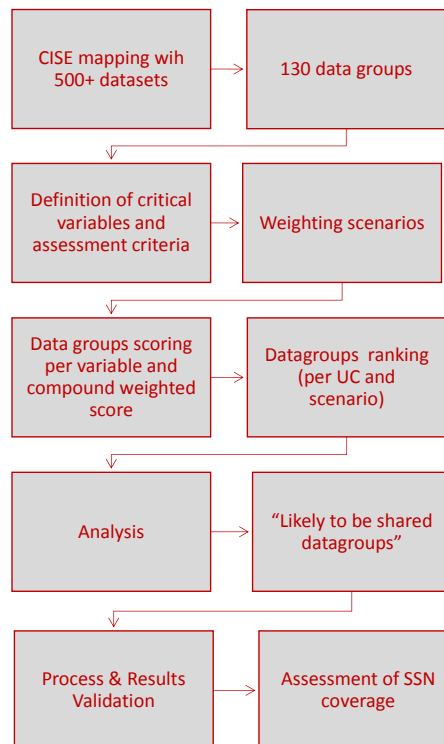 CISE mapping wih
500+ datasets
130 data groups
Definition of critical
variables and
assessment criteria
Weighting scenarios
Data groups scoring
per variable and
compound weighted
score
Datagroups ranking
(per UC and
scenario)
Analysis
“Likely to be shared
datagroups”
Process & Results
Validation
Assessment of SSN
coverage